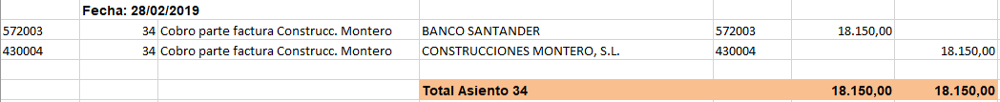 Fecha: 28/02/2019
572003 34 Cobro parte factura Construcc. Montero BANCO SANTANDER 572003 18.150,00
430004 34 Cobro parte factura Construcc. Montero CONSTRUCCIONES MONTERO, S.L. 430004 18.150,00
Total Asiento 34 18.150,00 18.150,00